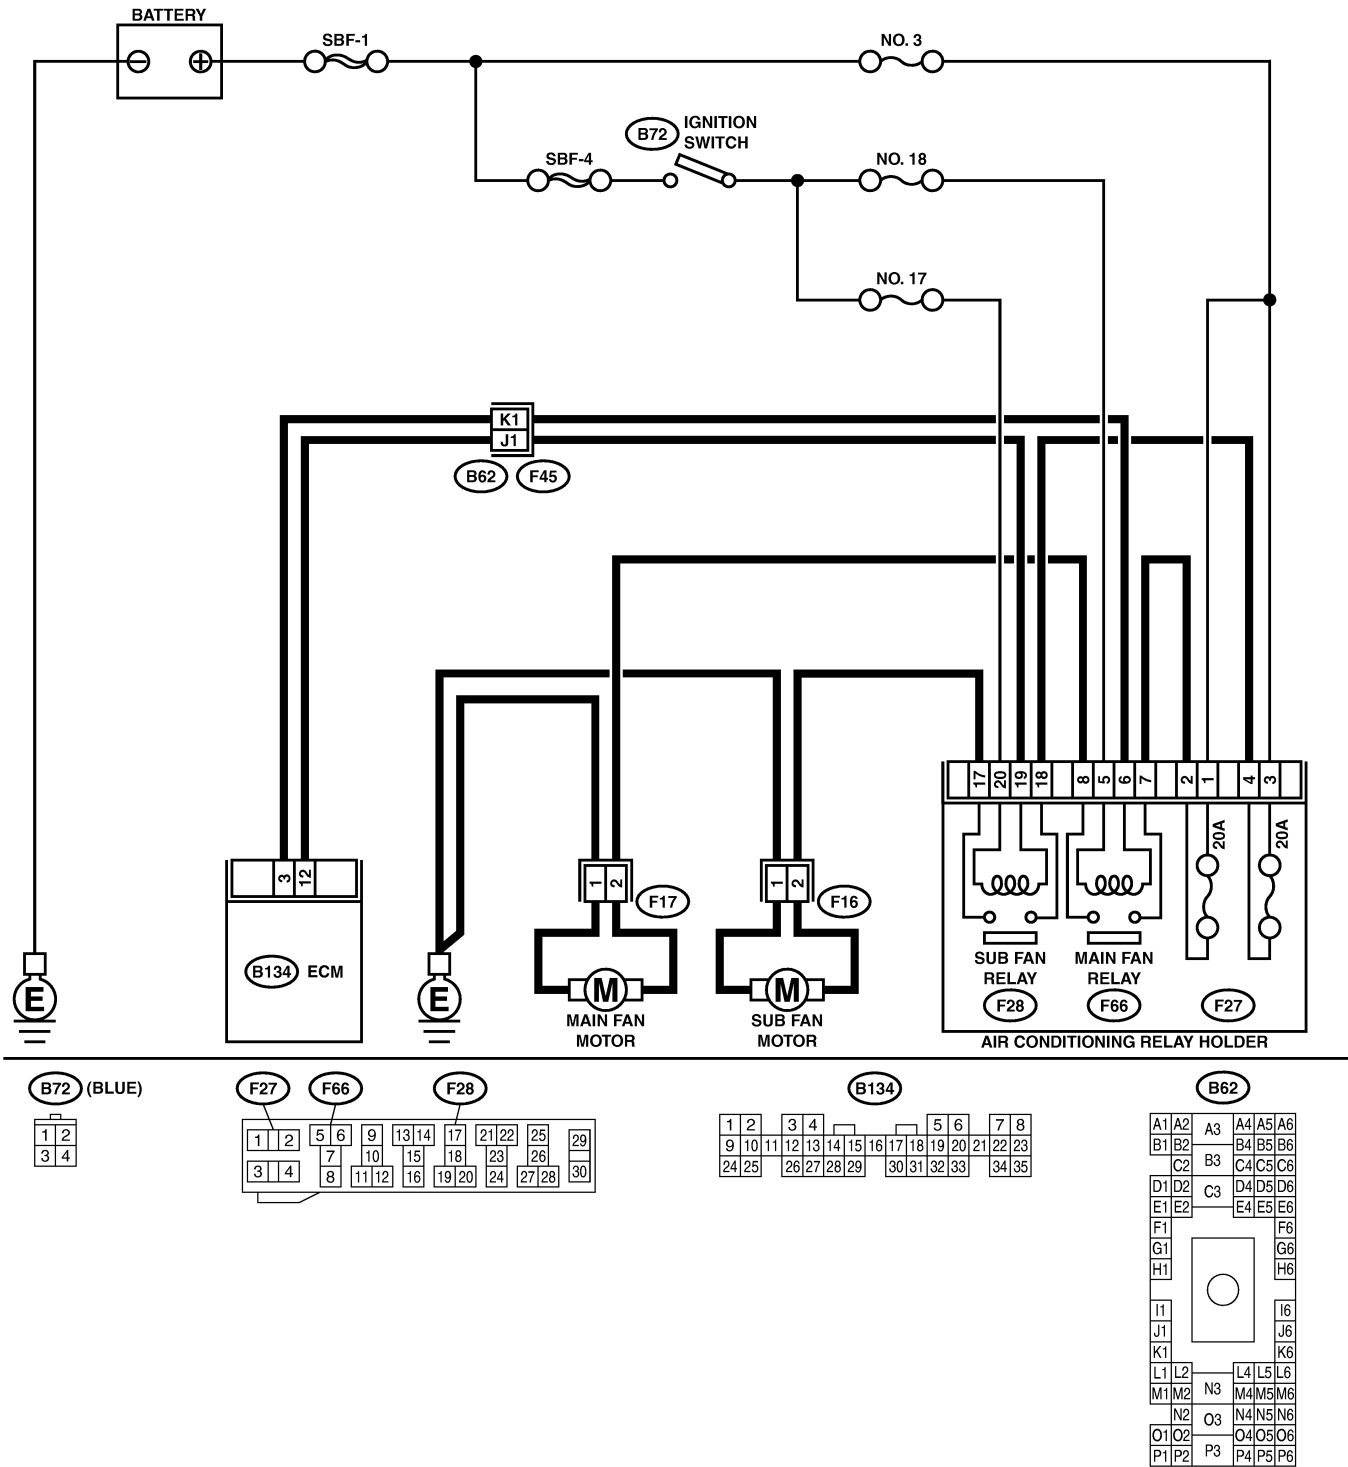 BATTERY
SBF-1
NO. 3
B72
IGNITION
SWITCH
SBF-4
NO. 18
NO. 17
K1
J1
B62 F45
17 20 19 18 8 5 6 7 2 1 4 3
20A 20A
3 12
1 2
F17
1 2
F16
B134 ECM
E
E
M
M
MAIN FAN
MOTOR
SUB FAN
MOTOR
SUB FAN
RELAY
MAIN FAN
RELAY
F28 F66 F27
AIR CONDITIONING RELAY HOLDER
B72 (BLUE)
1 2
3 4
F27 F66 F28
1 2 5 6 9 13 14 17 21 22 25 29
7 10 15 18 23 26
3 4 8 11 12 16 19 20 24 27 28 30
B134
1 2 3 4 5 6 7 8
9 10 11 12 13 14 15 16 17 18 19 20 21 22 23
24 25 26 27 28 29 30 31 32 33 34 35
B62
A1 A2 A3 A4 A5 A6
B1 B2 B4 B5 B6
C2 B3 C4 C5 C6
D1 D2 C3 D4 D5 D6
E1 E2 E4 E5 E6
F1 F6
G1 G6
H1 H6
I1 I6
J1 J6
K1 K6
L1 L2 L4 L5 L6
M1 M2 N3 M4 M5 M6
N2 O3 N4 N5 N6
O1 O2 O4 O5 O6
P1 P2 P3 P4 P5 P6